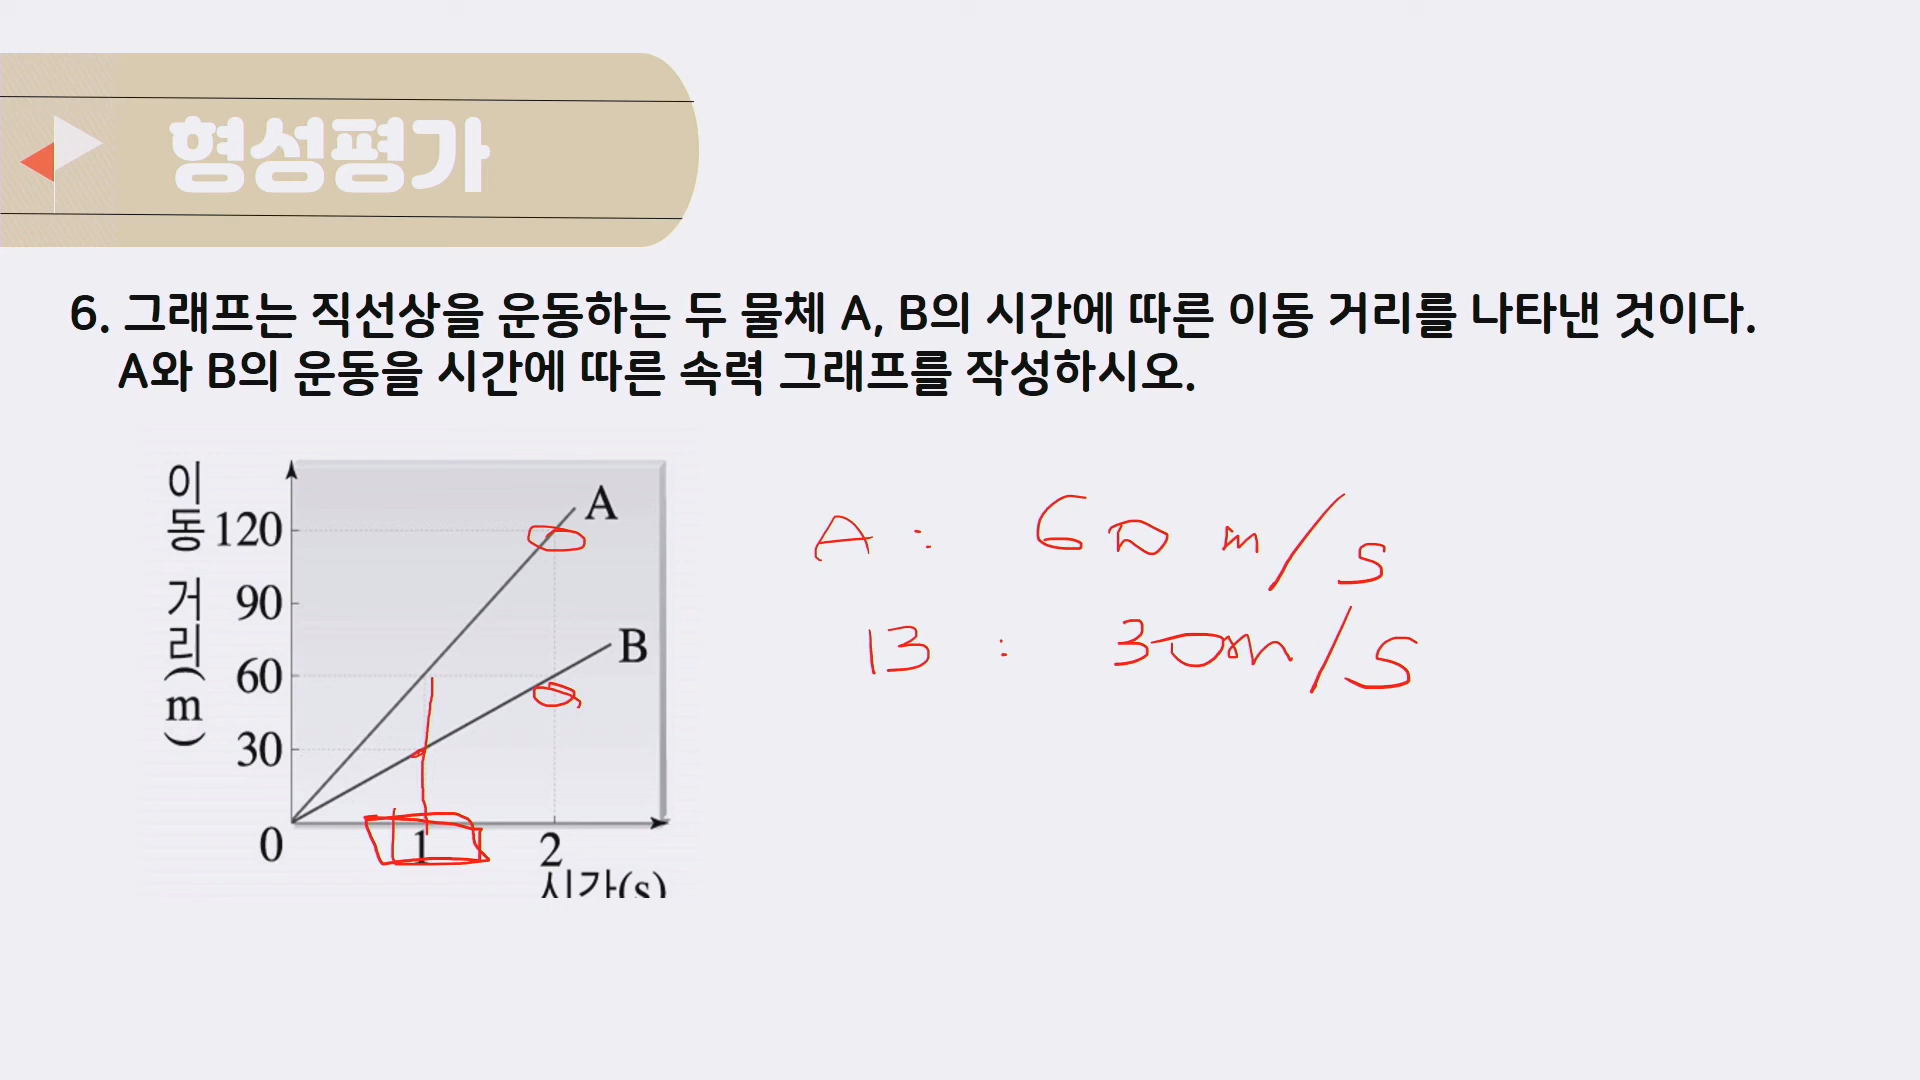 형성평가
6. 그래프는 직선상을 운동하는 두 물체 A, B의 시간에 따른 이동 거리를 나타낸 것이다.
A와 B의 운동을 시간에 따른 속력 그래프를 작성하시오.
이동 거리(m)
120
90
60
30
0
1
2
시간(s)
A
B
A : 60 m/s
B : 30m/s